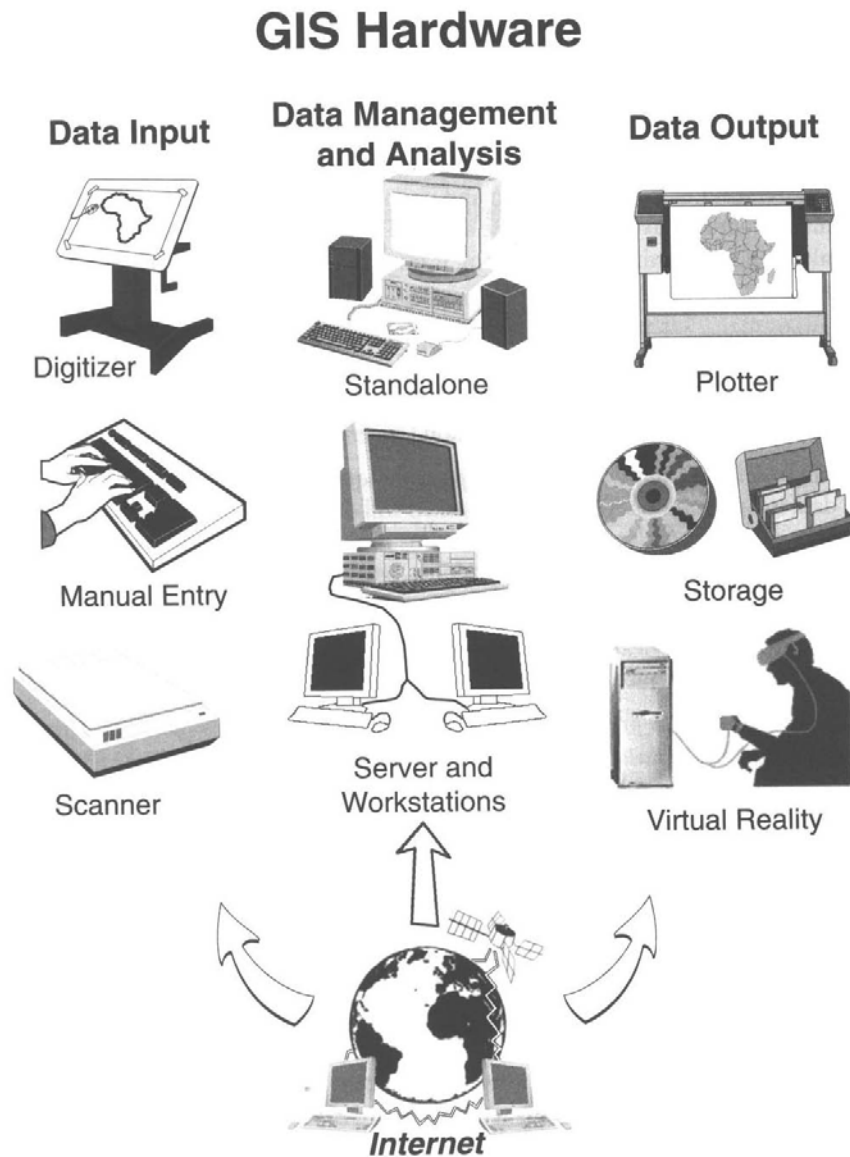 GIS Hardware
Data Input
Data Management
and Analysis
Data Output
Digitizer
Standalone
Plotter
Manual Entry
Storage
Scanner
Server and
Workstations
Virtual Reality
Internet